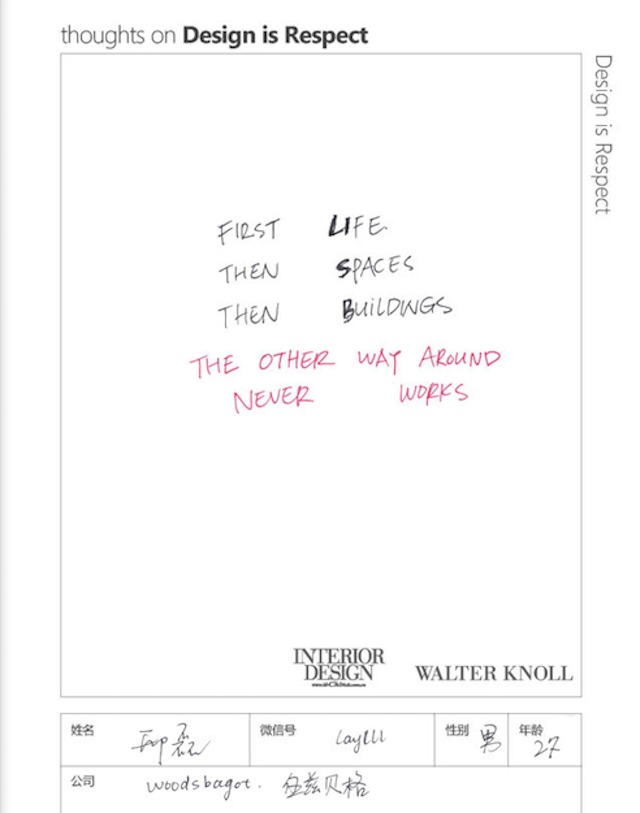 thoughts on Design is Respect
Design is Respect
FIRST LIFE.
THEN SPACES
THEN BUILDINGS
THE OTHER WAY AROUND
NEVER WORKS
INTERIOR
DESIGN
WALTER KNOLL
姓名 磊 微信号 laylll 性别 男 年龄 27
公司 woodsbagot. 伍兹贝格